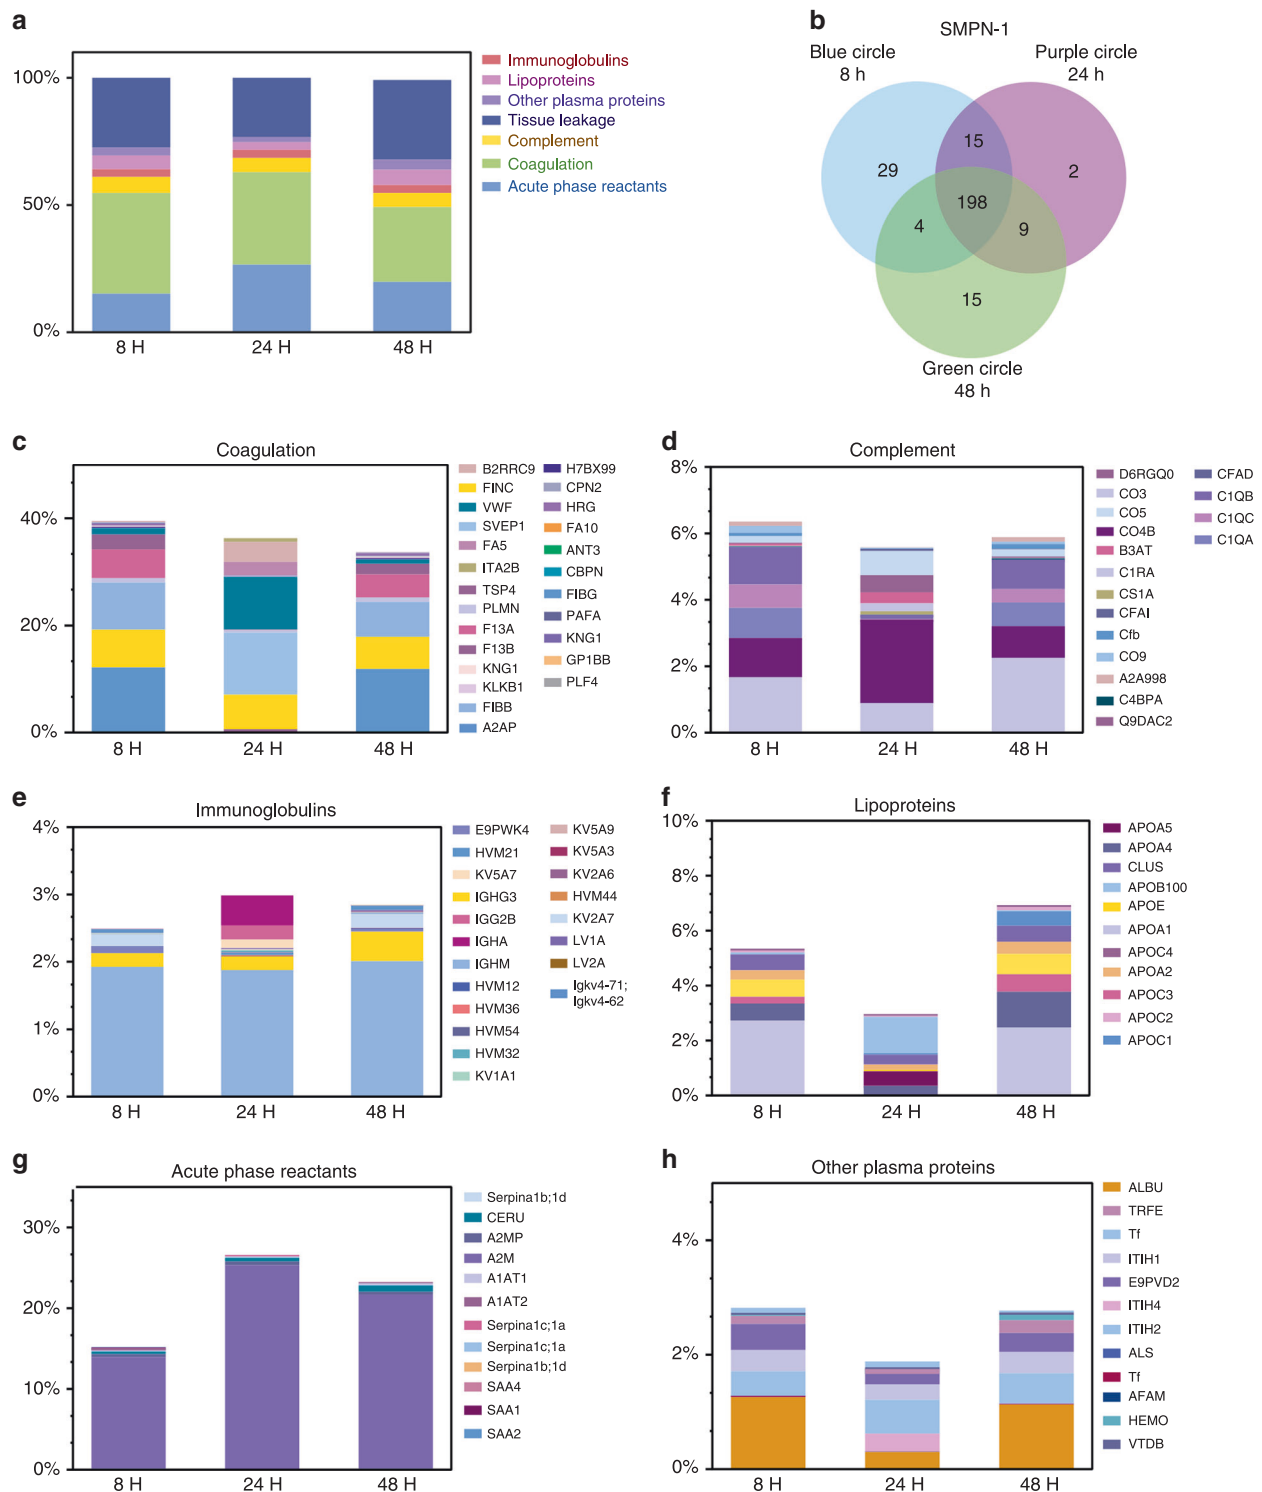 a
100%
50%
0%
8 H
24 H
48 H
Immunoglobulins
Lipoproteins
Other plasma proteins
Tissue leakage
Complement
Coagulation
Acute phase reactants
b
SMPN-1
Blue circle
8 h
Purple circle
24 h
15
29
2
198
4
9
15
Green circle
48 h
c
Coagulation
40%
20%
0%
8 H
24 H
48 H
B2RRC9
FINC
VWF
SVEP1
FA5
ITA2B
TSP4
PLMN
F13A
F13B
KNG1
KLKB1
FIBB
A2AP
H7BX99
CPN2
HRG
FA10
ANT3
CBPN
FIBG
PAFA
KNG1
GP1BB
PLF4
d
Complement
8%
6%
4%
2%
0%
8 H
24 H
48 H
D6RGQ0
CO3
CO5
CO4B
B3AT
C1RA
CS1A
CFAI
Cfb
CO9
A2A998
C4BPA
Q9DAC2
CFAD
C1QB
C1QC
C1QA
e
Immunoglobulins
4%
3%
2%
1%
0%
8 H
24 H
48 H
E9PWK4
HVM21
KV5A7
IGHG3
IGG2B
IGHA
IGHM
HVM12
HVM36
HVM54
HVM32
KV1A1
KV5A9
KV5A3
KV2A6
HVM44
KV2A7
LV1A
LV2A
Igkv4-71;
Igkv4-62
f
Lipoproteins
10%
8%
6%
4%
2%
0%
8 H
24 H
48 H
APOA5
APOA4
CLUS
APOB100
APOE
APOA1
APOC4
APOA2
APOC3
APOC2
APOC1
g
Acute phase reactants
30%
20%
10%
0%
8 H
24 H
48 H
Serpina1b;1d
CERU
A2MP
A2M
A1AT1
A1AT2
Serpina1c;1a
Serpina1c;1a
Serpina1b;1d
SAA4
SAA1
SAA2
h
Other plasma proteins
4%
2%
0%
8 H
24 H
48 H
ALBU
TRFE
Tf
ITIH1
E9PVD2
ITIH4
ITIH2
ALS
Tf
AFAM
HEMO
VTDB